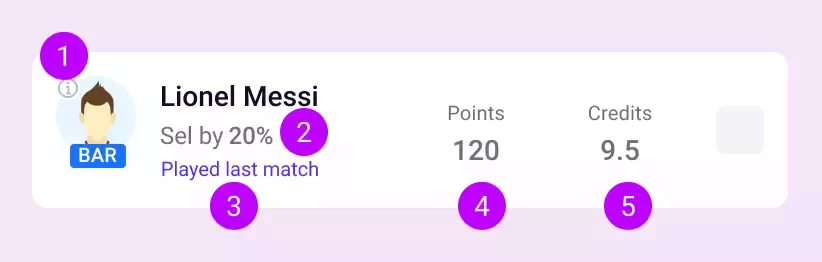 1
i
Lionel Messi
Sel by 20%
2
BAR
Played last match
3
Points
120
4
Credits
9.5
5